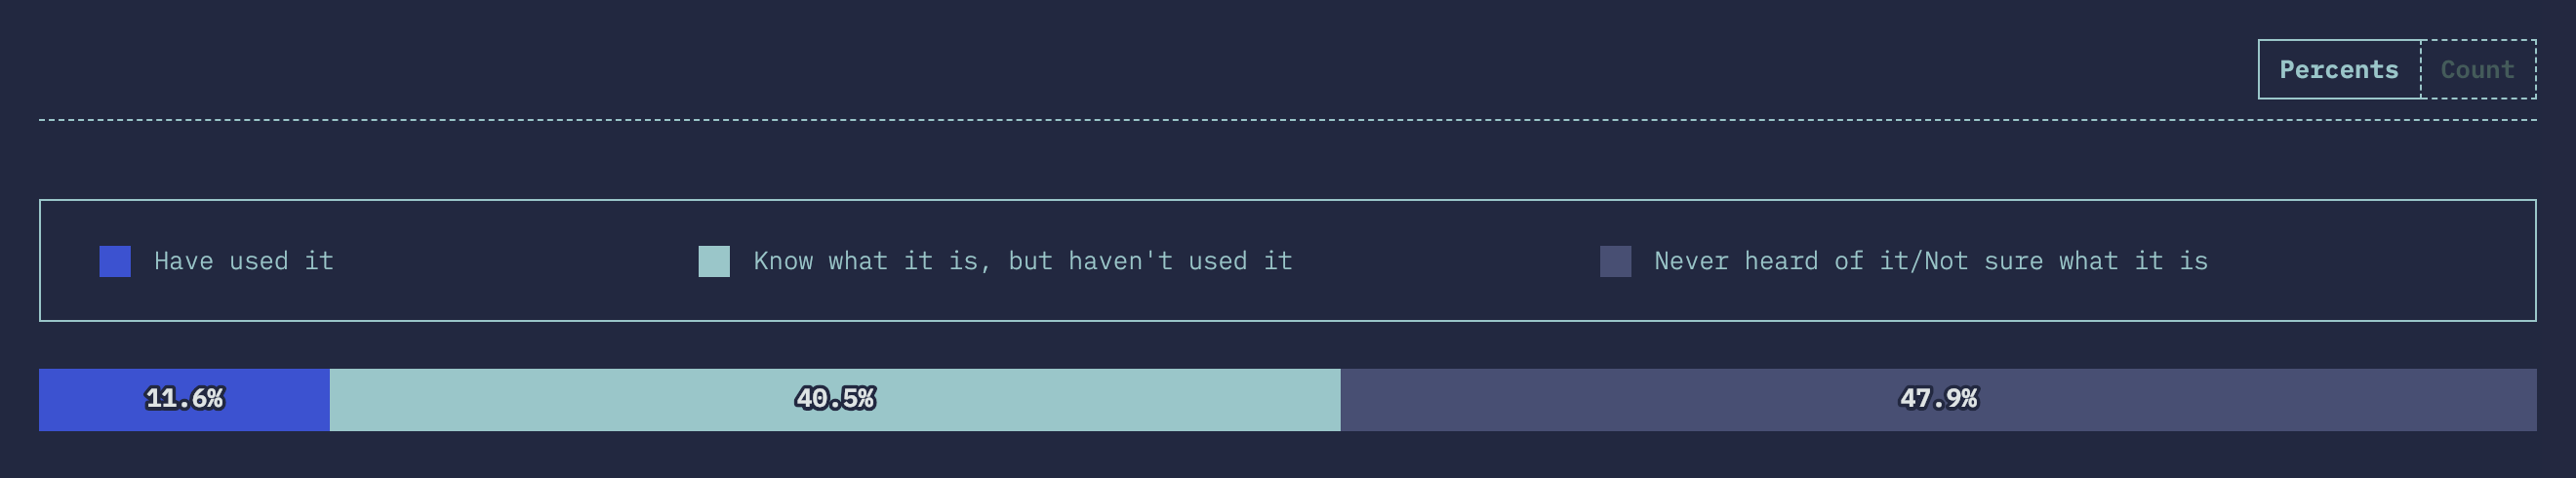 Percents Count
Have used it Know what it is, but haven't used it Never heard of it/Not sure what it is
11.6% 40.5% 47.9%